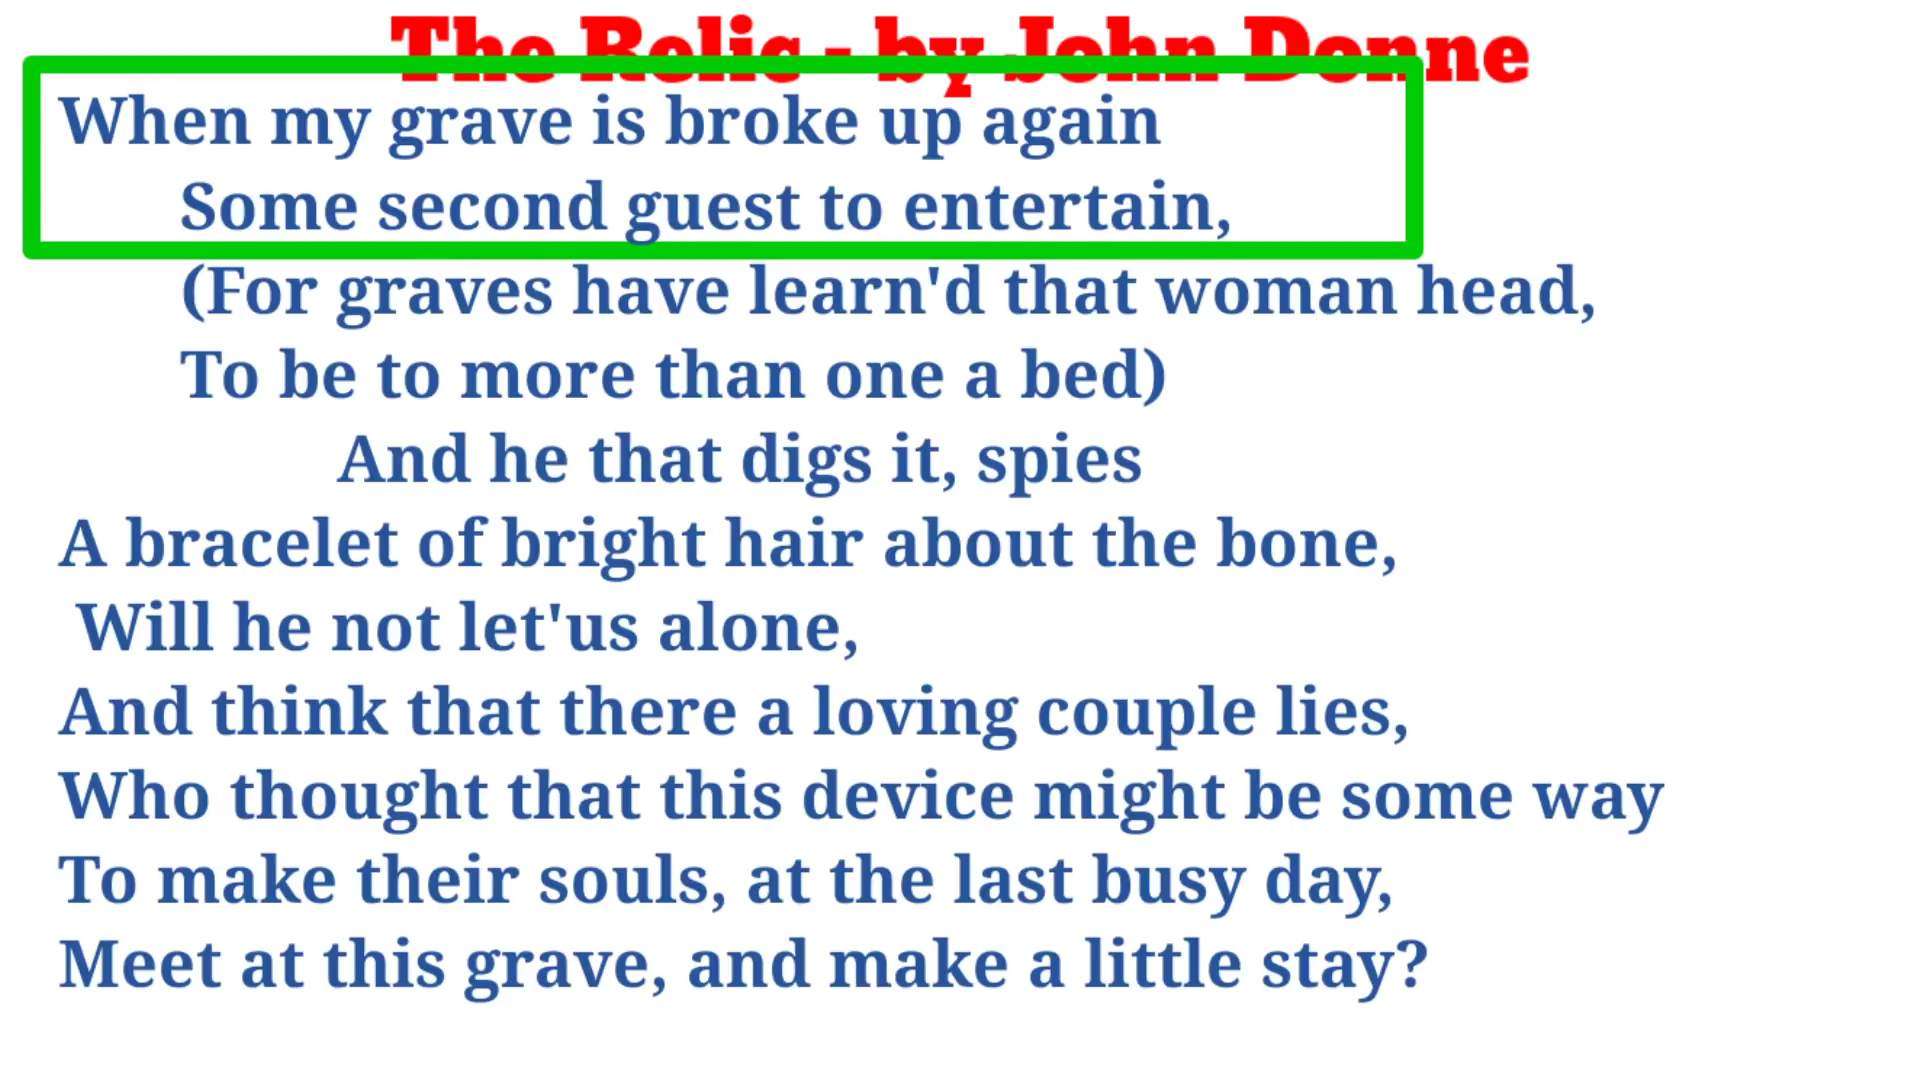 The Relic - by John Donne
When my grave is broke up again
Some second guest to entertain,
(For graves have learn'd that woman head,
To be to more than one a bed)
And he that digs it, spies
A bracelet of bright hair about the bone,
Will he not let'us alone,
And think that there a loving couple lies,
Who thought that this device might be some way
To make their souls, at the last busy day,
Meet at this grave, and make a little stay?